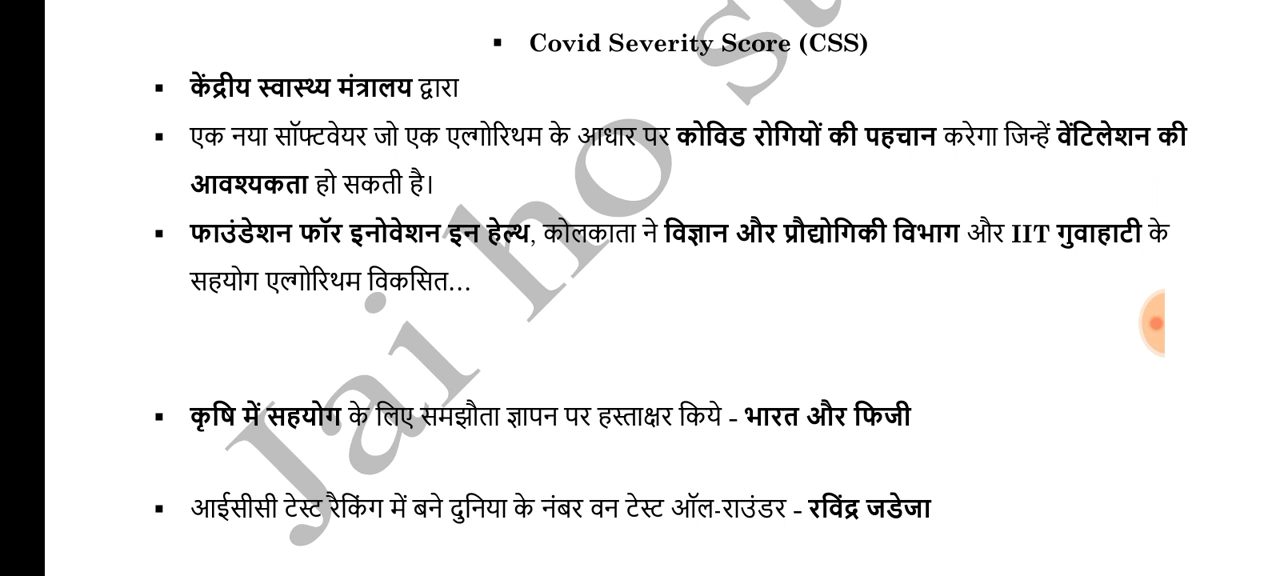 ▪ Covid Severity Score (CSS)
▪ केंद्रीय स्वास्थ्य मंत्रालय द्वारा
▪ एक नया सॉफ्टवेयर जो एक एल्गोरिथम के आधार पर कोविड रोगियों की पहचान करेगा जिन्हें वेंटिलेशन की
आवश्यकता हो सकती है।
▪ फाउंडेशन फॉर इनोवेशन इन हेल्थ, कोलकाता ने विज्ञान और प्रौद्योगिकी विभाग और IIT गुवाहाटी के
सहयोग एल्गोरिथम विकसित...
▪ कृषि में सहयोग के लिए समझौता ज्ञापन पर हस्ताक्षर किये - भारत और फिजी
▪ आईसीसी टेस्ट रैकिंग में बने दुनिया के नंबर वन टेस्ट ऑल-राउंडर - रविंद्र जडेजा
Jai ho